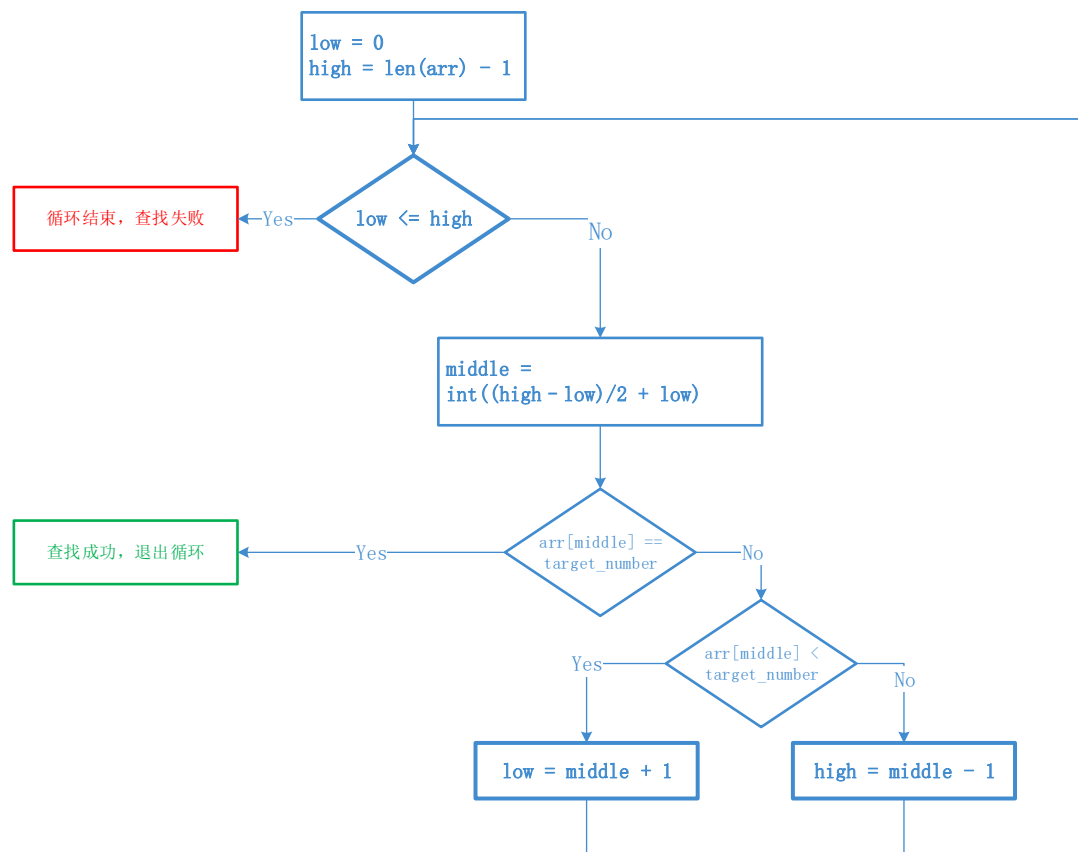 low = 0
high = len(arr) - 1
循环结束，查找失败
Yes
low <= high
No
middle =
int((high-low)/2 + low)
查找成功，退出循环
Yes
arr[middle] ==
target_number
No
Yes
arr[middle] <
target_number
No
low = middle + 1
high = middle - 1